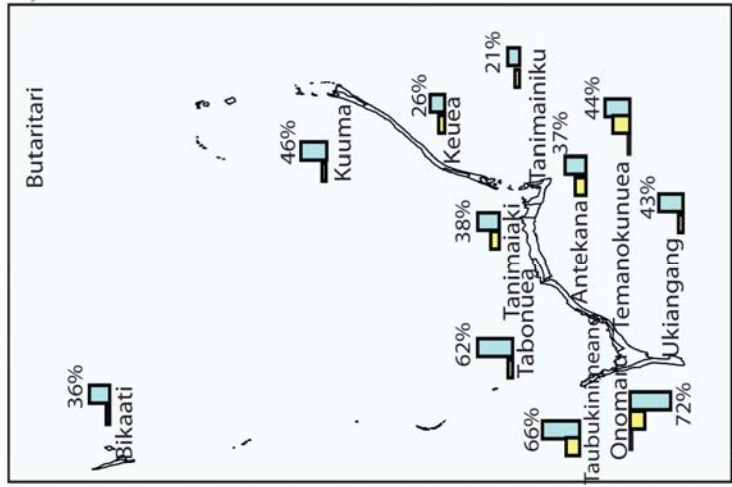 Butaritari
36%
Bikaati
46%
Kuuma
26%
Keuea
21%
Tanimainiku
38%
Tanimaiaki
62%
Tabonuea
37%
Antekana
44%
Temanokunuea
66%
Taubukinimeang
43%
Ukiangang
Onomaru
72%